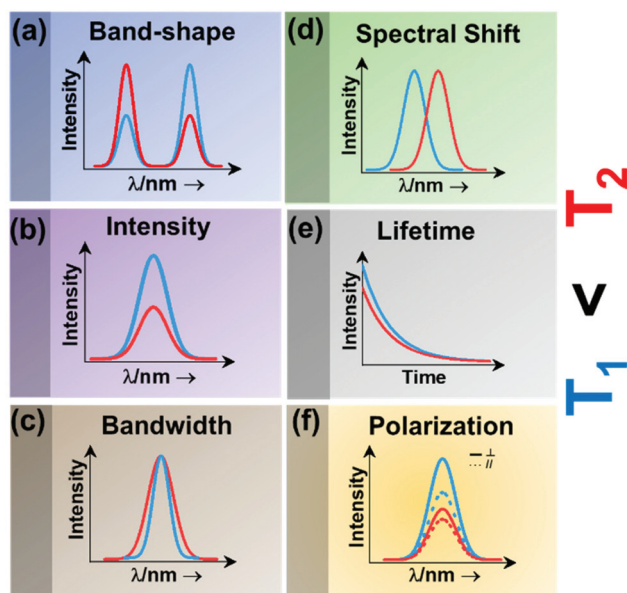 (a) Band-shape
Intensity
λ/nm →
(b) Intensity
Intensity
λ/nm →
(c) Bandwidth
Intensity
λ/nm →
(d) Spectral Shift
Intensity
λ/nm →
(e) Lifetime
Intensity
Time
(f) Polarization
— ⊥
... //
Intensity
λ/nm →
T₁ < T₂